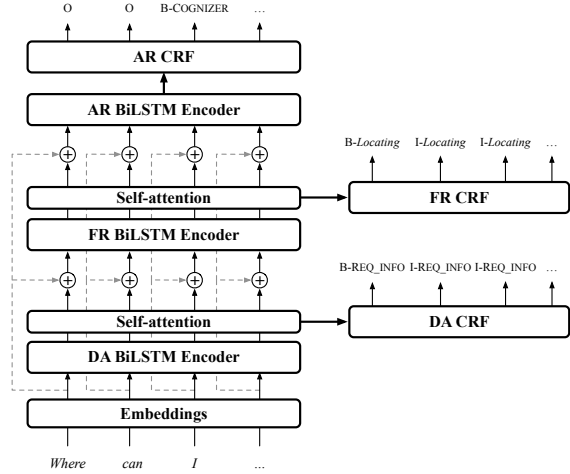 O O B-COGNIZER ...
AR CRF
AR BiLSTM Encoder
+ + + +
B-Locating I-Locating I-Locating ...
Self-attention
FR CRF
FR BiLSTM Encoder
B-REQ_INFO I-REQ_INFO I-REQ_INFO ...
+ + + +
Self-attention
DA CRF
DA BiLSTM Encoder
Embeddings
Where can I ...